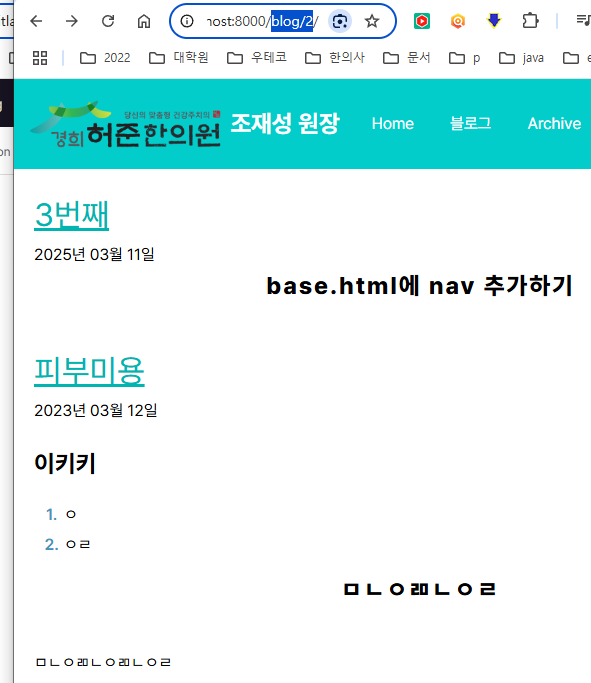 nost:8000/blog/2/
2022
대학원
우테코
한의사
문서
p
java
당신의 맞춤형 건강주치의
경희허준한의원
조재성 원장
Home
블로그
Archive
on
3번째
2025년 03월 11일
base.html에 nav 추가하기
피부미용
2023년 03월 12일
이키키
1. ㅇ
2. ㅇㄹ
ㅁㄴㅇㄻㄴㅇㄹ
ㅁㄴㅇㄻㄴㅇㄻㄴㅇㄹ